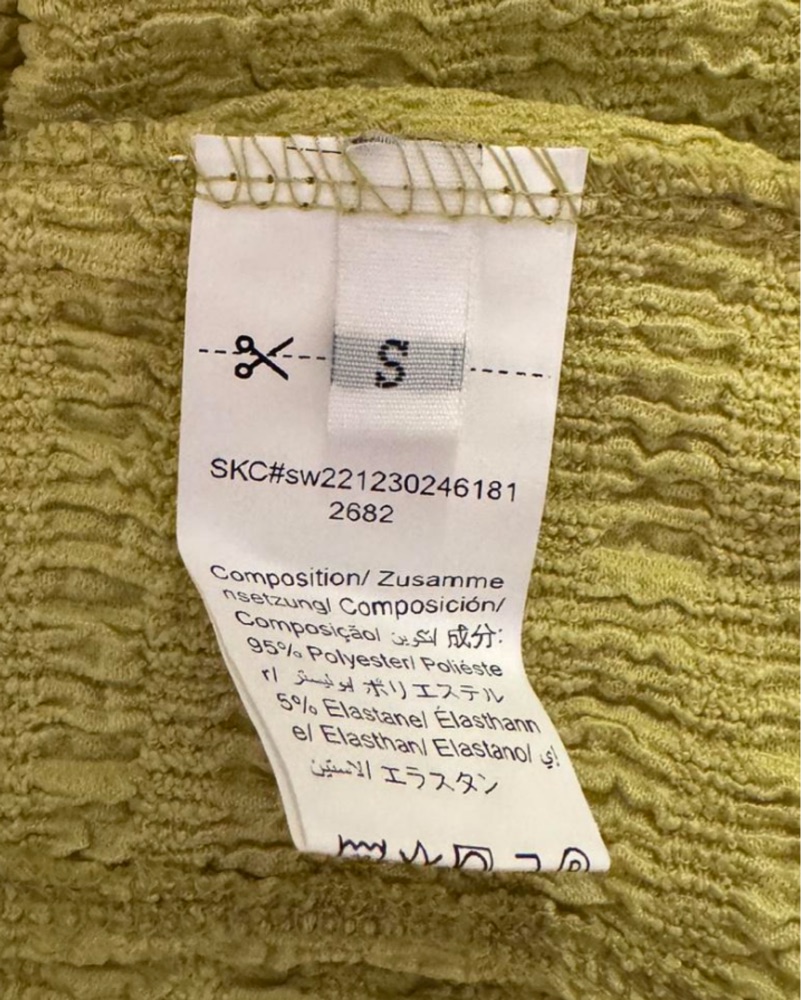 S
SKC#sw221230246181
2682
Composition/ Zusamme
nsetzung/ Composición/
Composição/ تكوين/ 成分:
95% Polyester/ Poliéste
r/ بوليستر/ ポリエステル
5% Elastane/ Élasthann
e/ Elasthan/ Elastano/ إي
لاستين/ エラスタン